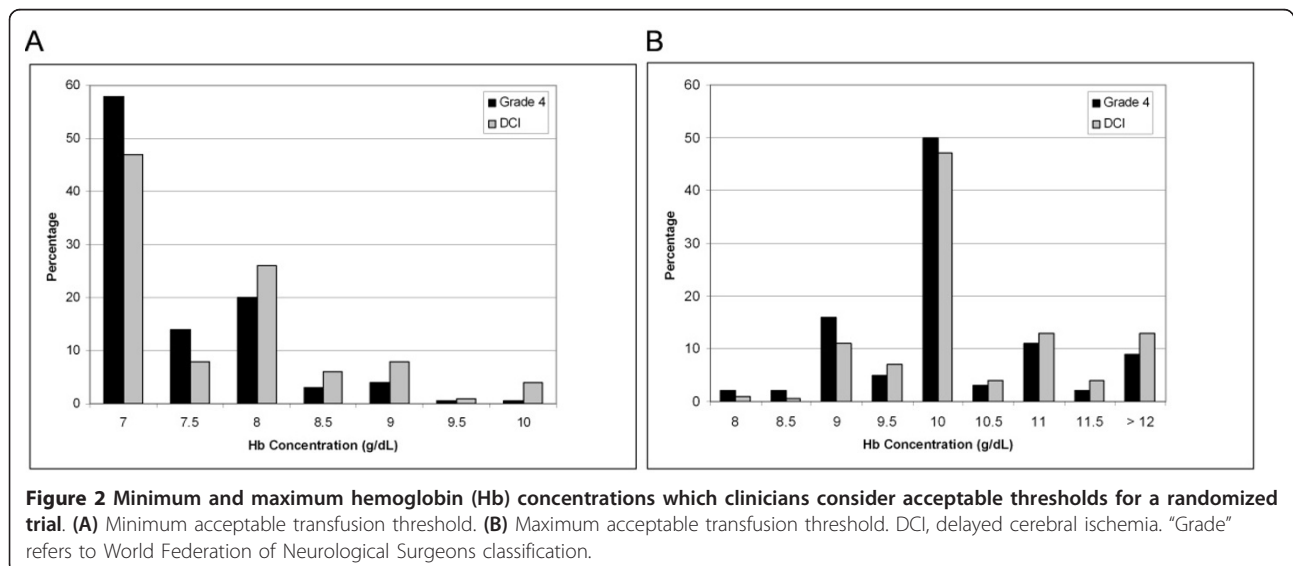 A
60
50
40
30
20
10
0
Percentage
Grade 4
DCI
7 7.5 8 8.5 9 9.5 10
Hb Concentration (g/dL)
B
60
50
40
30
20
10
0
Percentage
Grade 4
DCI
8 8.5 9 9.5 10 10.5 11 11.5 > 12
Hb Concentration (g/dL)
Figure 2 Minimum and maximum hemoglobin (Hb) concentrations which clinicians consider acceptable thresholds for a randomized
trial. (A) Minimum acceptable transfusion threshold. (B) Maximum acceptable transfusion threshold. DCI, delayed cerebral ischemia. “Grade”
refers to World Federation of Neurological Surgeons classification.